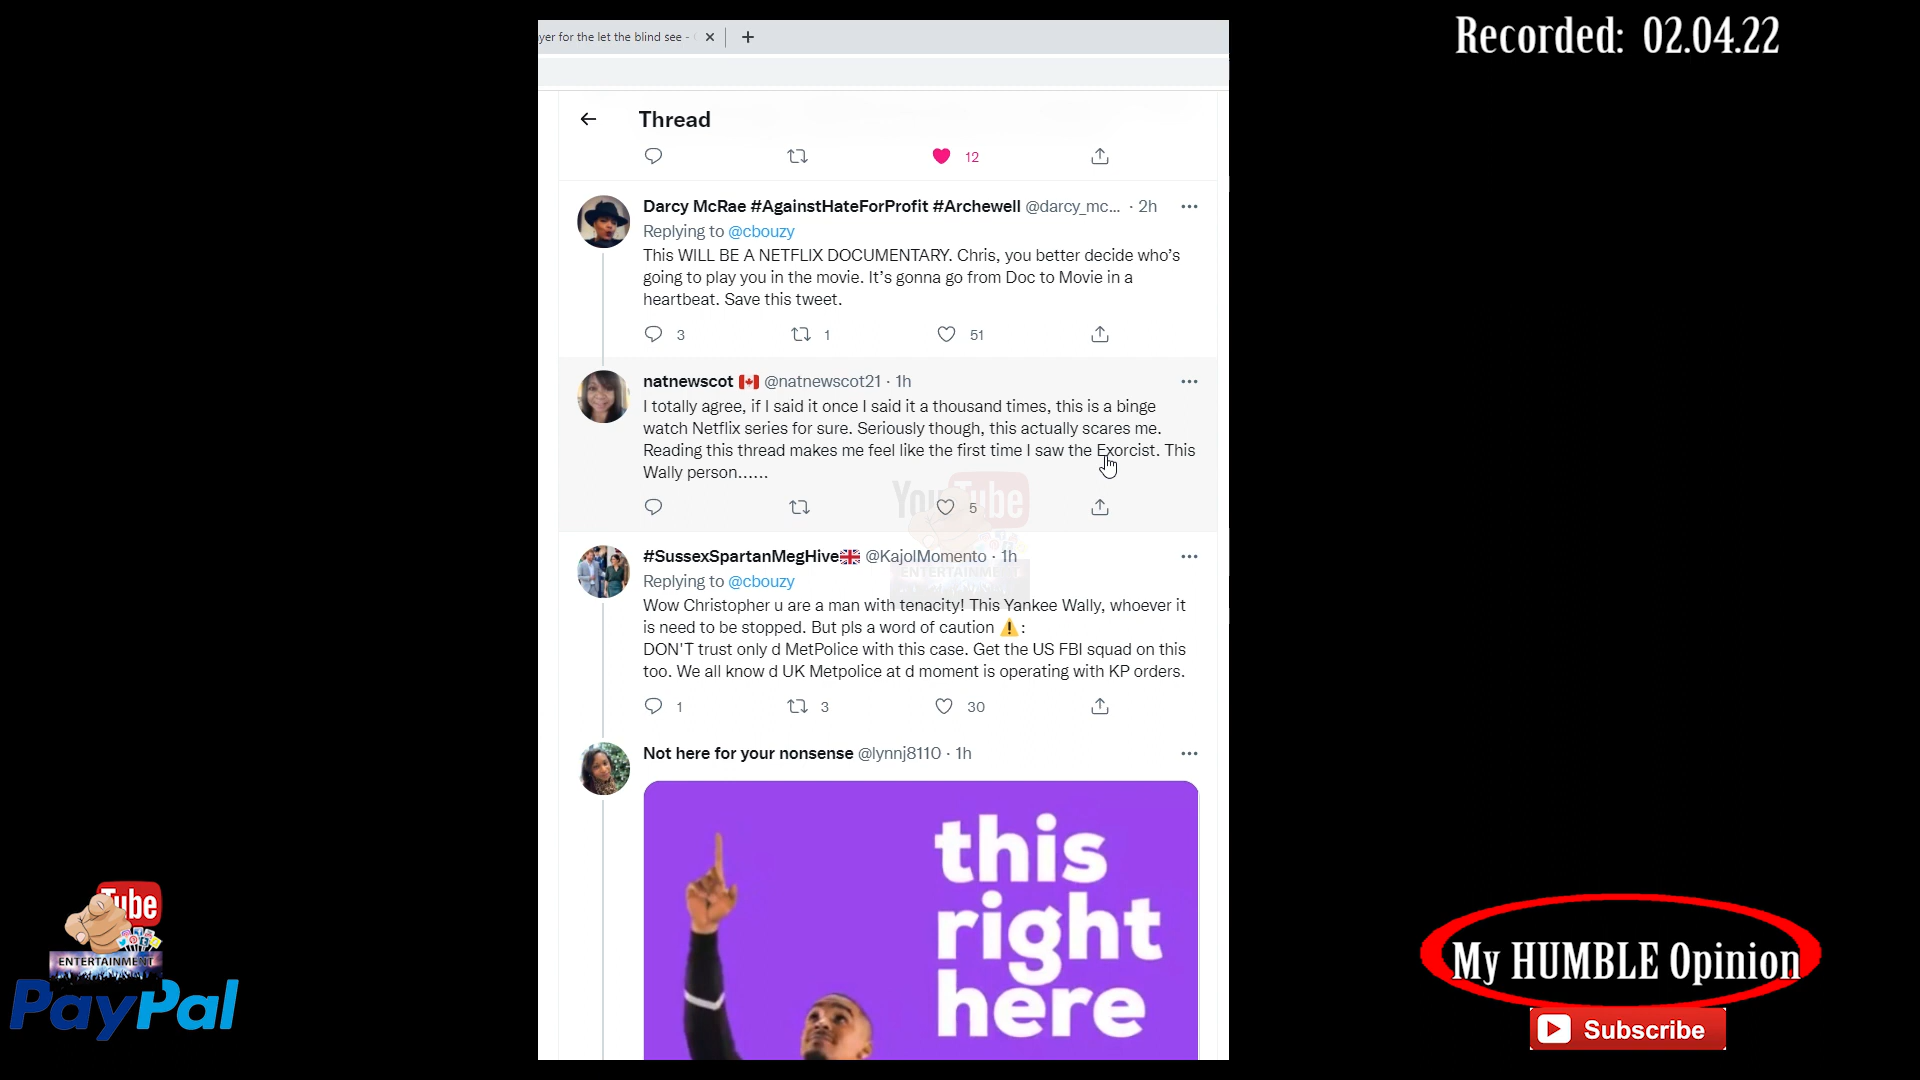 Recorded: 02.04.22
yer for the let the blind see -
Thread
12
Darcy McRae #AgainstHateForProfit #Archewell @darcy_mc... · 2h
Replying to @cbouzy
This WILL BE A NETFLIX DOCUMENTARY. Chris, you better decide who’s
going to play you in the movie. It’s gonna go from Doc to Movie in a
heartbeat. Save this tweet.
3 1 51
natnewscot 🇨🇦 @natnewscot21 · 1h
I totally agree, if I said it once I said it a thousand times, this is a binge
watch Netflix series for sure. Seriously though, this actually scares me.
Reading this thread makes me feel like the first time I saw the Exorcist. This
Wally person......
5
YouTube
ENTERTAINMENT
#SussexSpartanMegHive🇬🇧 @KajolMomento · 1h
Replying to @cbouzy
Wow Christopher u are a man with tenacity! This Yankee Wally, whoever it
is need to be stopped. But pls a word of caution ⚠️:
DON'T trust only d MetPolice with this case. Get the US FBI squad on this
too. We all know d UK Metpolice at d moment is operating with KP orders.
1 3 30
Not here for your nonsense @lynnj8110 · 1h
this
right
here
Tube
ENTERTAINMENT
PayPal
My HUMBLE Opinion
Subscribe